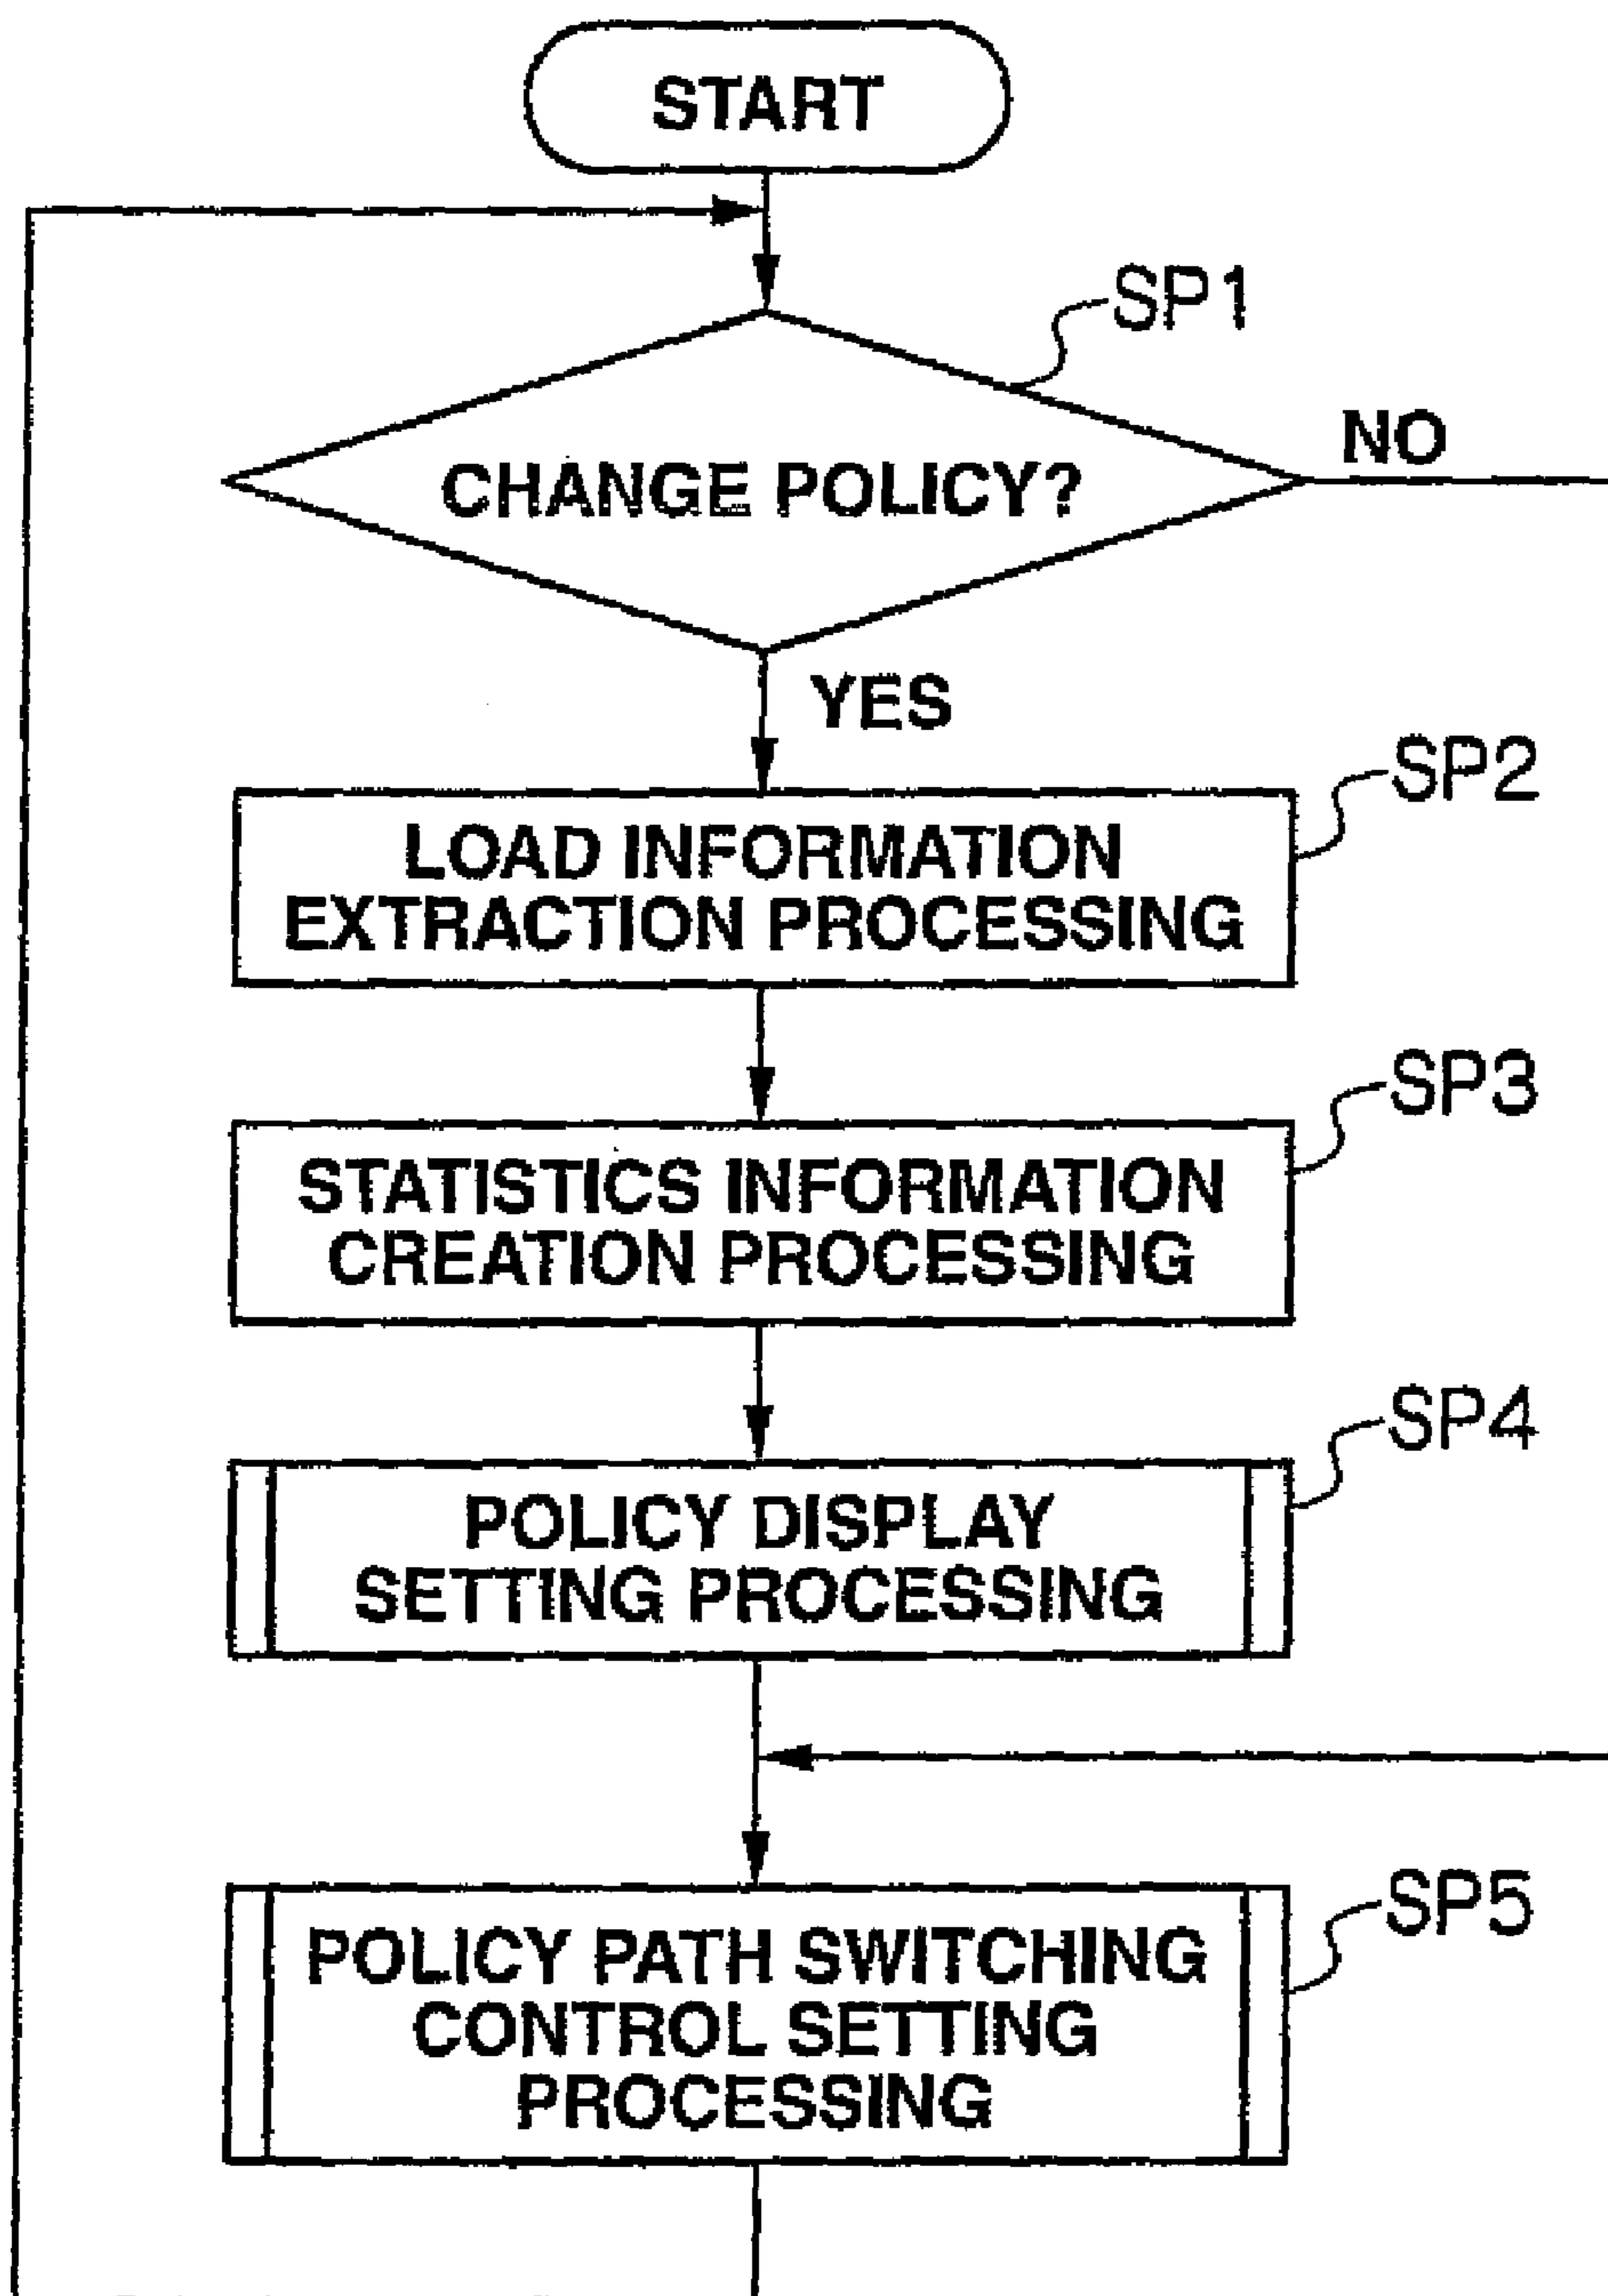 START
SP1
CHANGE POLICY?
NO
YES
SP2
LOAD INFORMATION
EXTRACTION PROCESSING
SP3
STATISTICS INFORMATION
CREATION PROCESSING
SP4
POLICY DISPLAY
SETTING PROCESSING
SP5
POLICY PATH SWITCHING
CONTROL SETTING
PROCESSING